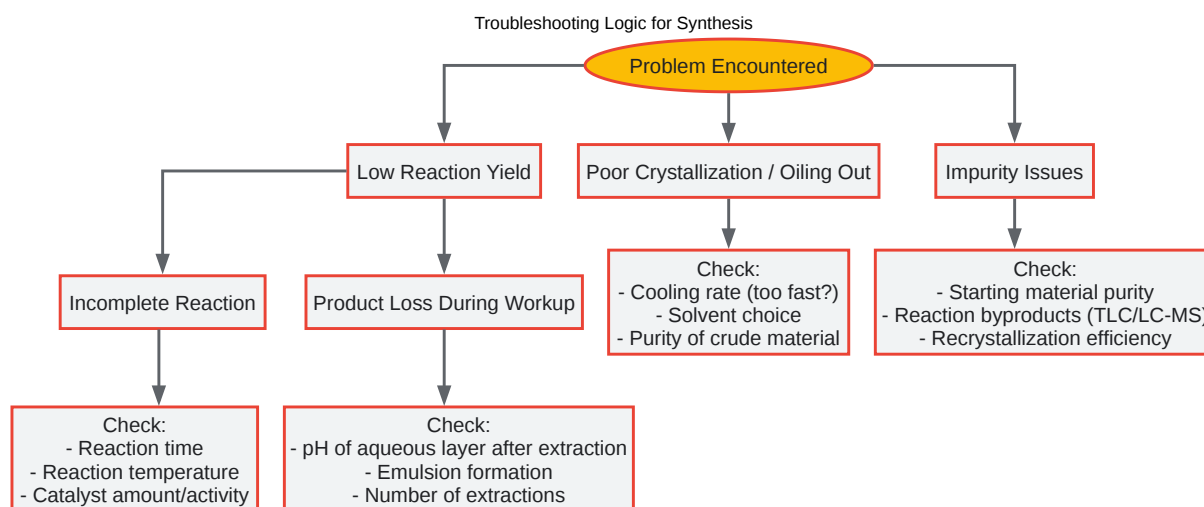 Troubleshooting Logic for Synthesis
Problem Encountered
Low Reaction Yield
Poor Crystallization / Oiling Out
Impurity Issues
Incomplete Reaction
Product Loss During Workup
Check:
- Cooling rate (too fast?)
- Solvent choice
- Purity of crude material
Check:
- Starting material purity
- Reaction byproducts (TLC/LC-MS)
- Recrystallization efficiency
Check:
- Reaction time
- Reaction temperature
- Catalyst amount/activity
Check:
- pH of aqueous layer after extraction
- Emulsion formation
- Number of extractions